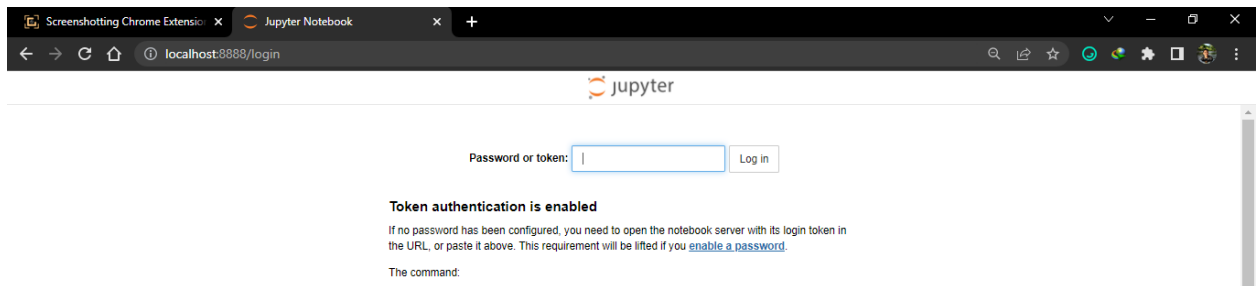 Screenshotting Chrome Extension
Jupyter Notebook
localhost:8888/login
jupyter
Password or token:
Log in
Token authentication is enabled
If no password has been configured, you need to open the notebook server with its login token in
the URL, or paste it above. This requirement will be lifted if you enable a password.
The command: